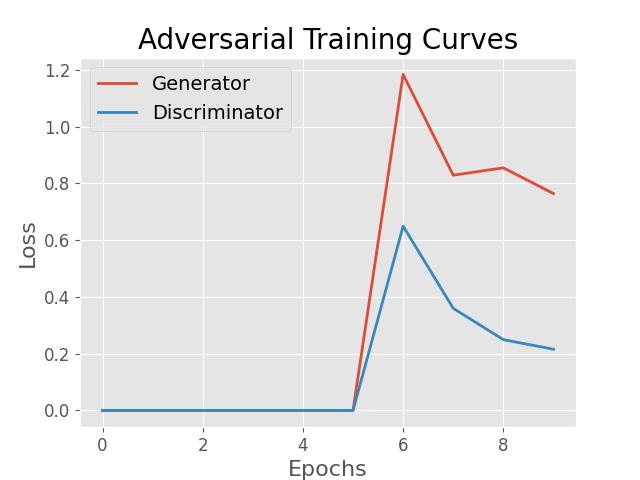 Adversarial Training Curves
Generator
Discriminator
1.2
1.0
0.8
0.6
0.4
0.2
0.0
Loss
0 2 4 6 8
Epochs